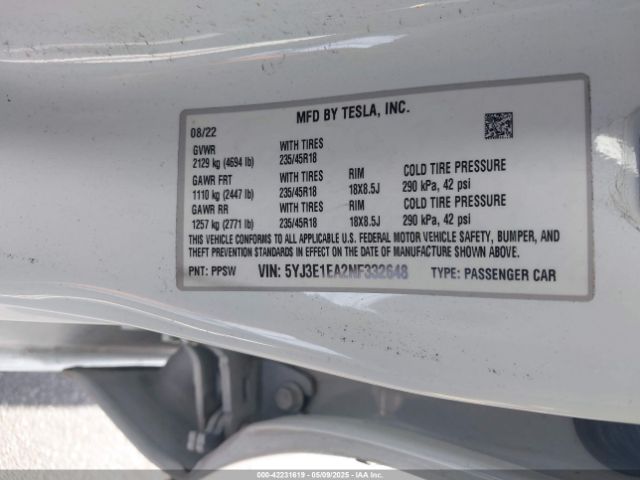 MFD BY TESLA, INC.
08/22
GVWR WITH TIRES
2129 kg (4694 lb) 235/45R18
GAWR FRT WITH TIRES RIM COLD TIRE PRESSURE
1110 kg (2447 lb) 235/45R18 18X8.5J 290 kPa, 42 psi
GAWR RR WITH TIRES RIM COLD TIRE PRESSURE
1257 kg (2771 lb) 235/45R18 18X8.5J 290 kPa, 42 psi
THIS VEHICLE CONFORMS TO ALL APPLICABLE U.S. FEDERAL MOTOR VEHICLE SAFETY, BUMPER, AND
THEFT PREVENTION STANDARDS IN EFFECT ON THE DATE OF MANUFACTURE SHOWN ABOVE.
PNT: PPSW VIN: 5YJ3E1EA2NF332648 TYPE: PASSENGER CAR
000-42231619 | 05/09/2025 - IAAI.COM